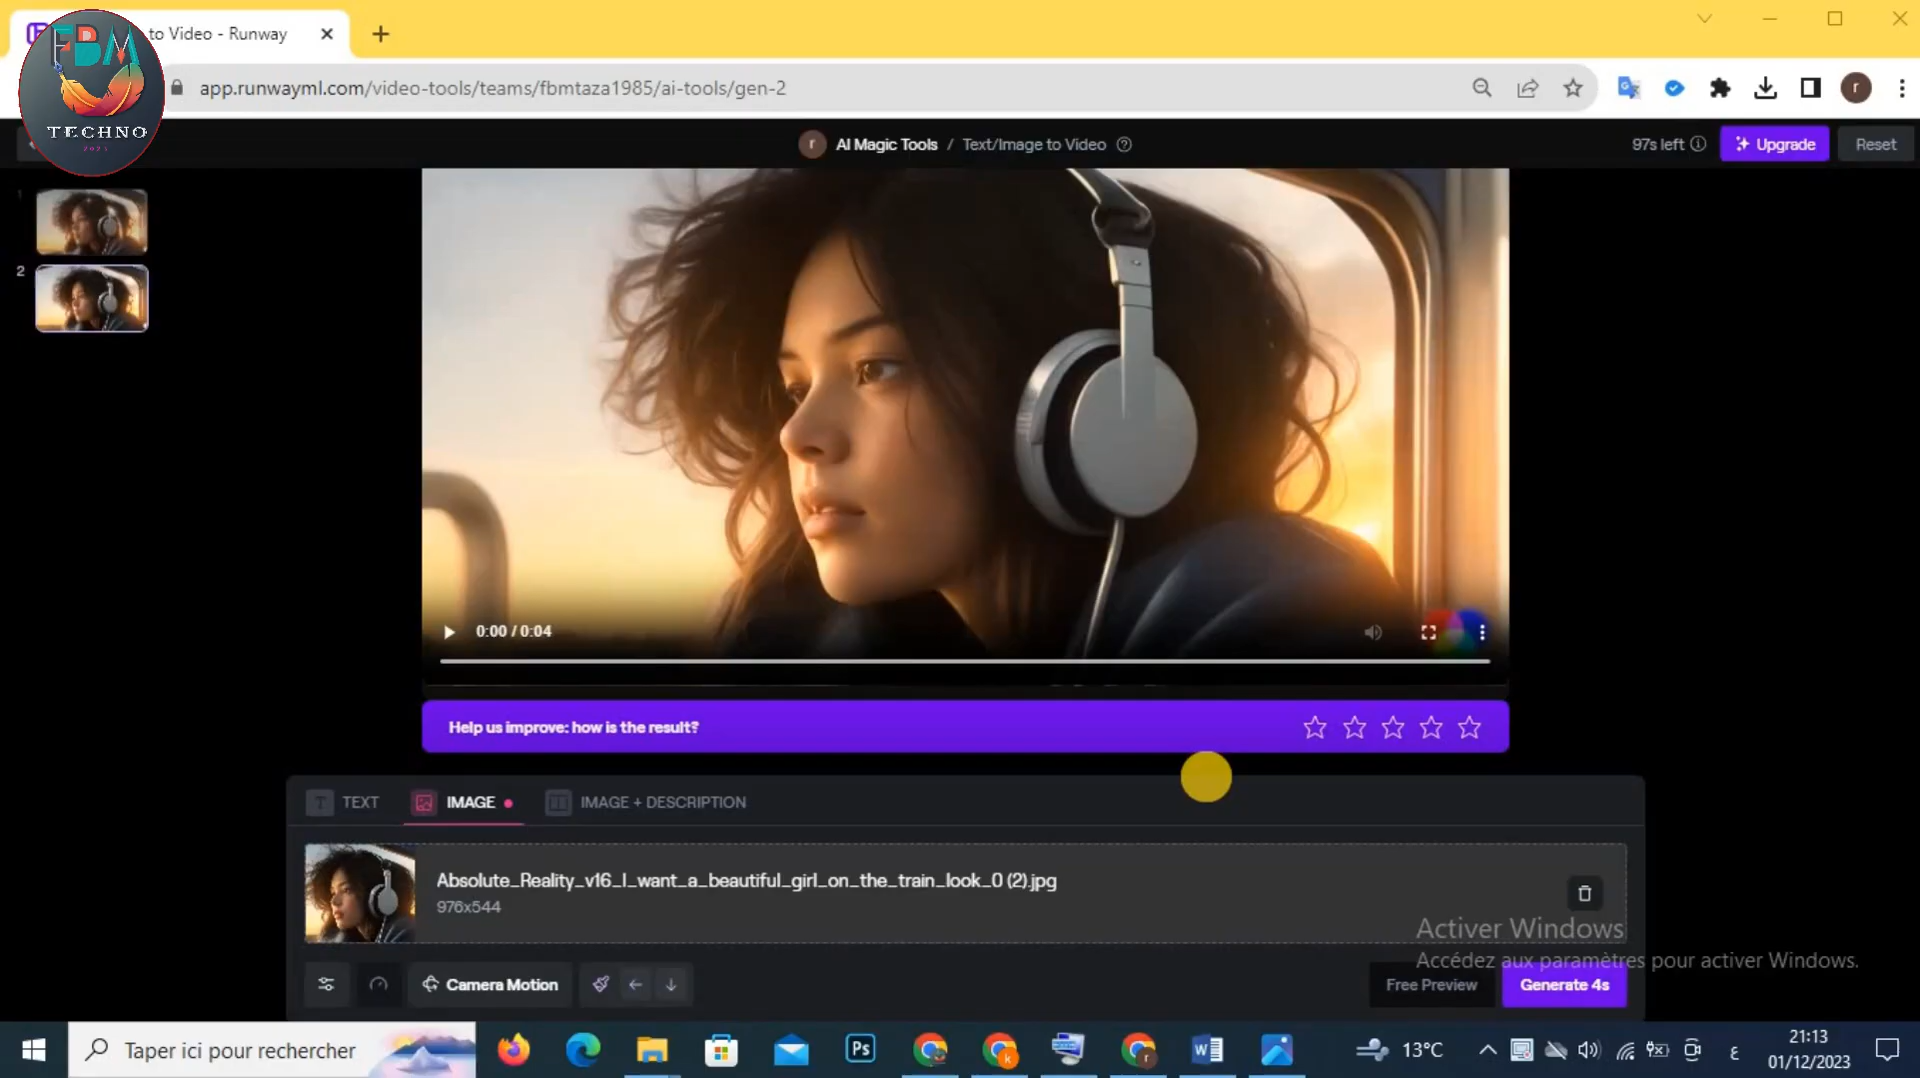 to Video - Runway
FBM
TECHNO
2023
app.runwayml.com/video-tools/teams/fbmtaza1985/ai-tools/gen-2
r
r
AI Magic Tools / Text/Image to Video
97s left
Upgrade
Reset
1
2
0:00 / 0:04
Help us improve: how is the result?
TEXT
IMAGE
IMAGE + DESCRIPTION
Absolute_Reality_v16_I_want_a_beautiful_girl_on_the_train_look_0 (2).jpg
976x544
Activer Windows
Accédez aux paramètres pour activer Windows.
Camera Motion
Free Preview
Generate 4s
Taper ici pour rechercher
Ps
k
r
13°C
ع
21:13
01/12/2023